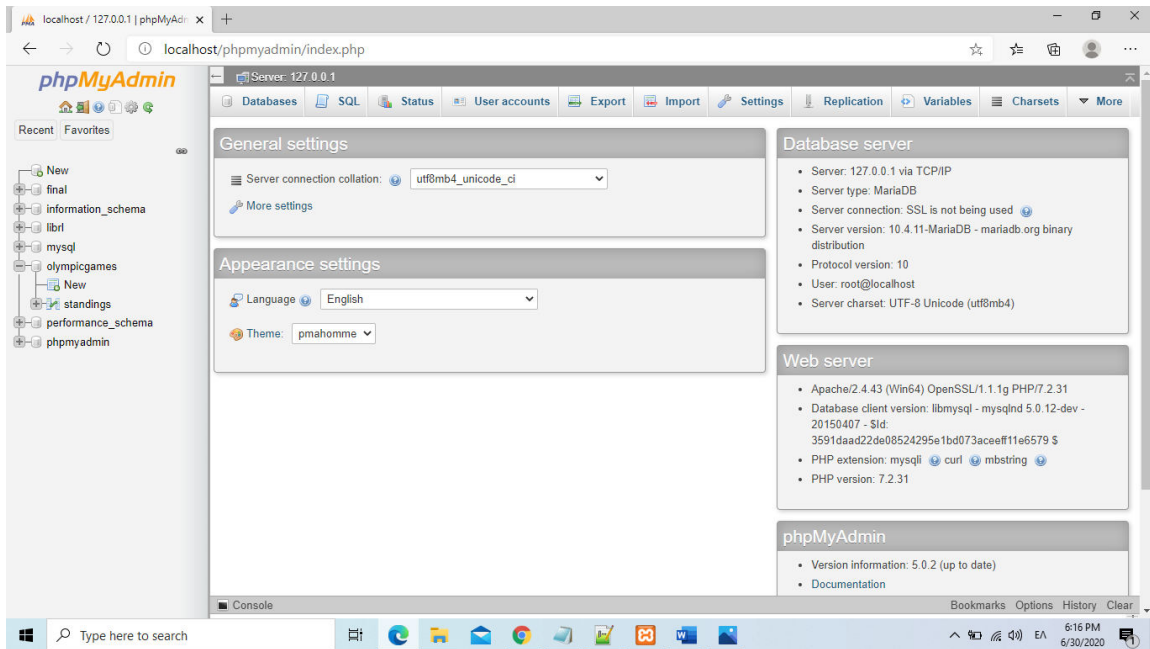 localhost / 127.0.0.1 | phpMyAdn
localhost/phpmyadmin/index.php
phpMyAdmin
Recent Favorites
New
final
information_schema
librl
mysql
olympicgames
New
standings
performance_schema
phpmyadmin
Server: 127.0.0.1
Databases SQL Status User accounts Export Import Settings Replication Variables Charsets More
General settings
Server connection collation: utf8mb4_unicode_ci
More settings
Appearance settings
Language English
Theme: pmahomme
Database server
Server: 127.0.0.1 via TCP/IP
Server type: MariaDB
Server connection: SSL is not being used
Server version: 10.4.11-MariaDB - mariadb.org binary
distribution
Protocol version: 10
User: root@localhost
Server charset: UTF-8 Unicode (utf8mb4)
Web server
Apache/2.4.43 (Win64) OpenSSL/1.1.1g PHP/7.2.31
Database client version: libmysql - mysqlnd 5.0.12-dev -
20150407 - $Id:
3591daad22de08524295e1bd073aceeff11e6579 $
PHP extension: mysqli curl mbstring
PHP version: 7.2.31
phpMyAdmin
Version information: 5.0.2 (up to date)
Documentation
Console
Bookmarks Options History Clear
Type here to search
ΕΛ
6:16 PM
6/30/2020